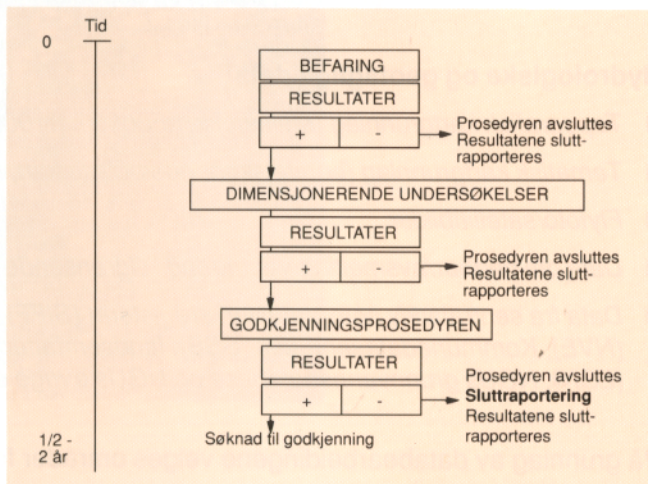 Tid
0
BEFARING
RESULTATER
+ -
Prosedyren avsluttes
Resultatene slutt-
rapporteres
DIMENSJONERENDE UNDERSØKELSER
RESULTATER
+ -
Prosedyren avsluttes
Resultatene slutt-
rapporteres
GODKJENNINGSPROSEDYREN
RESULTATER
+ -
Prosedyren avsluttes
Sluttraportering
Resultatene slutt-
rapporteres
1/2 -
2 år
Søknad til godkjenning